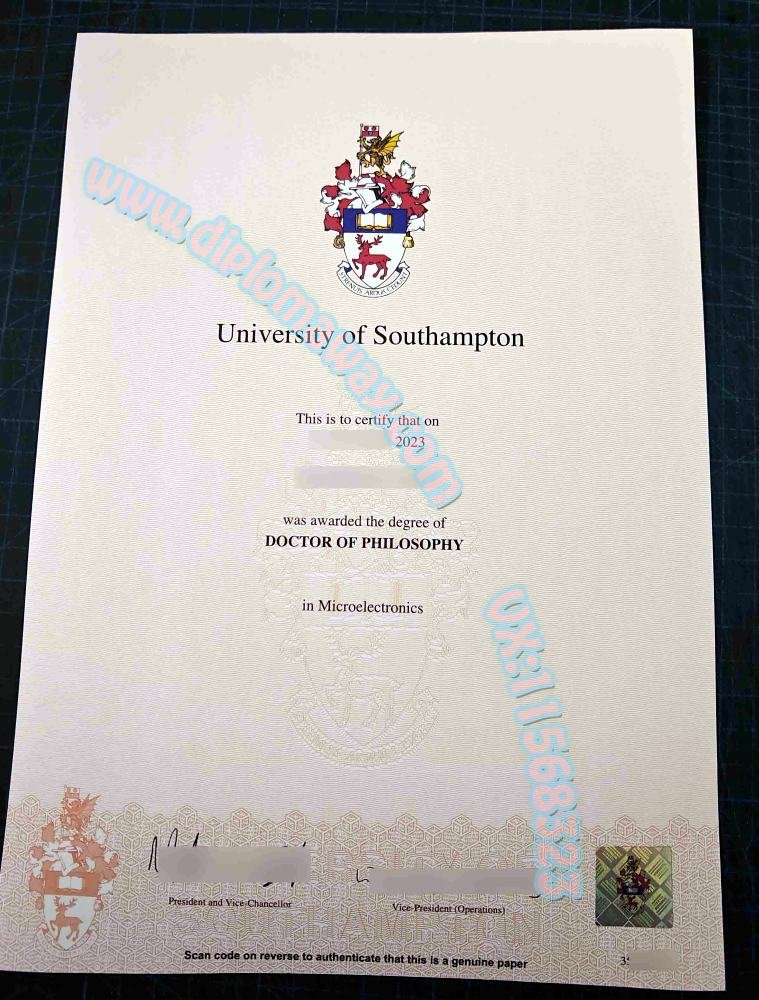 www.diplomsway.com
University of Southampton
This is to certify that on
2023
was awarded the degree of
DOCTOR OF PHILOSOPHY
in Microelectronics
VX:11568323
President and Vice-Chancellor
Vice-President (Operations)
Scan code on reverse to authenticate that this is a genuine paper